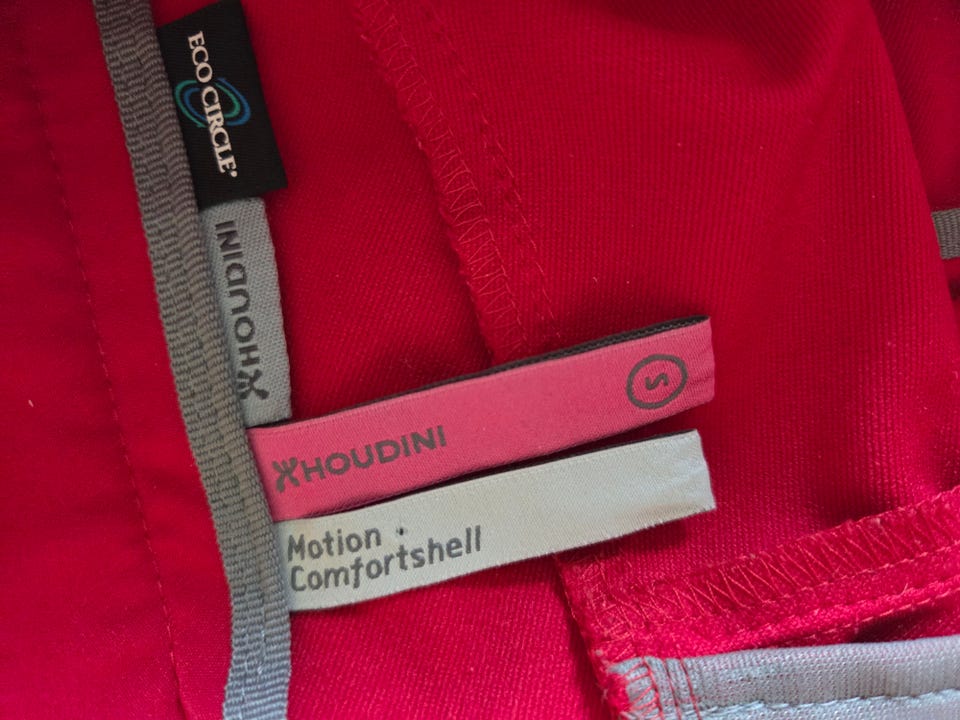 ECO CIRCLE®
HOUDINI
HOUDINI
S
Motion
Comfortshell